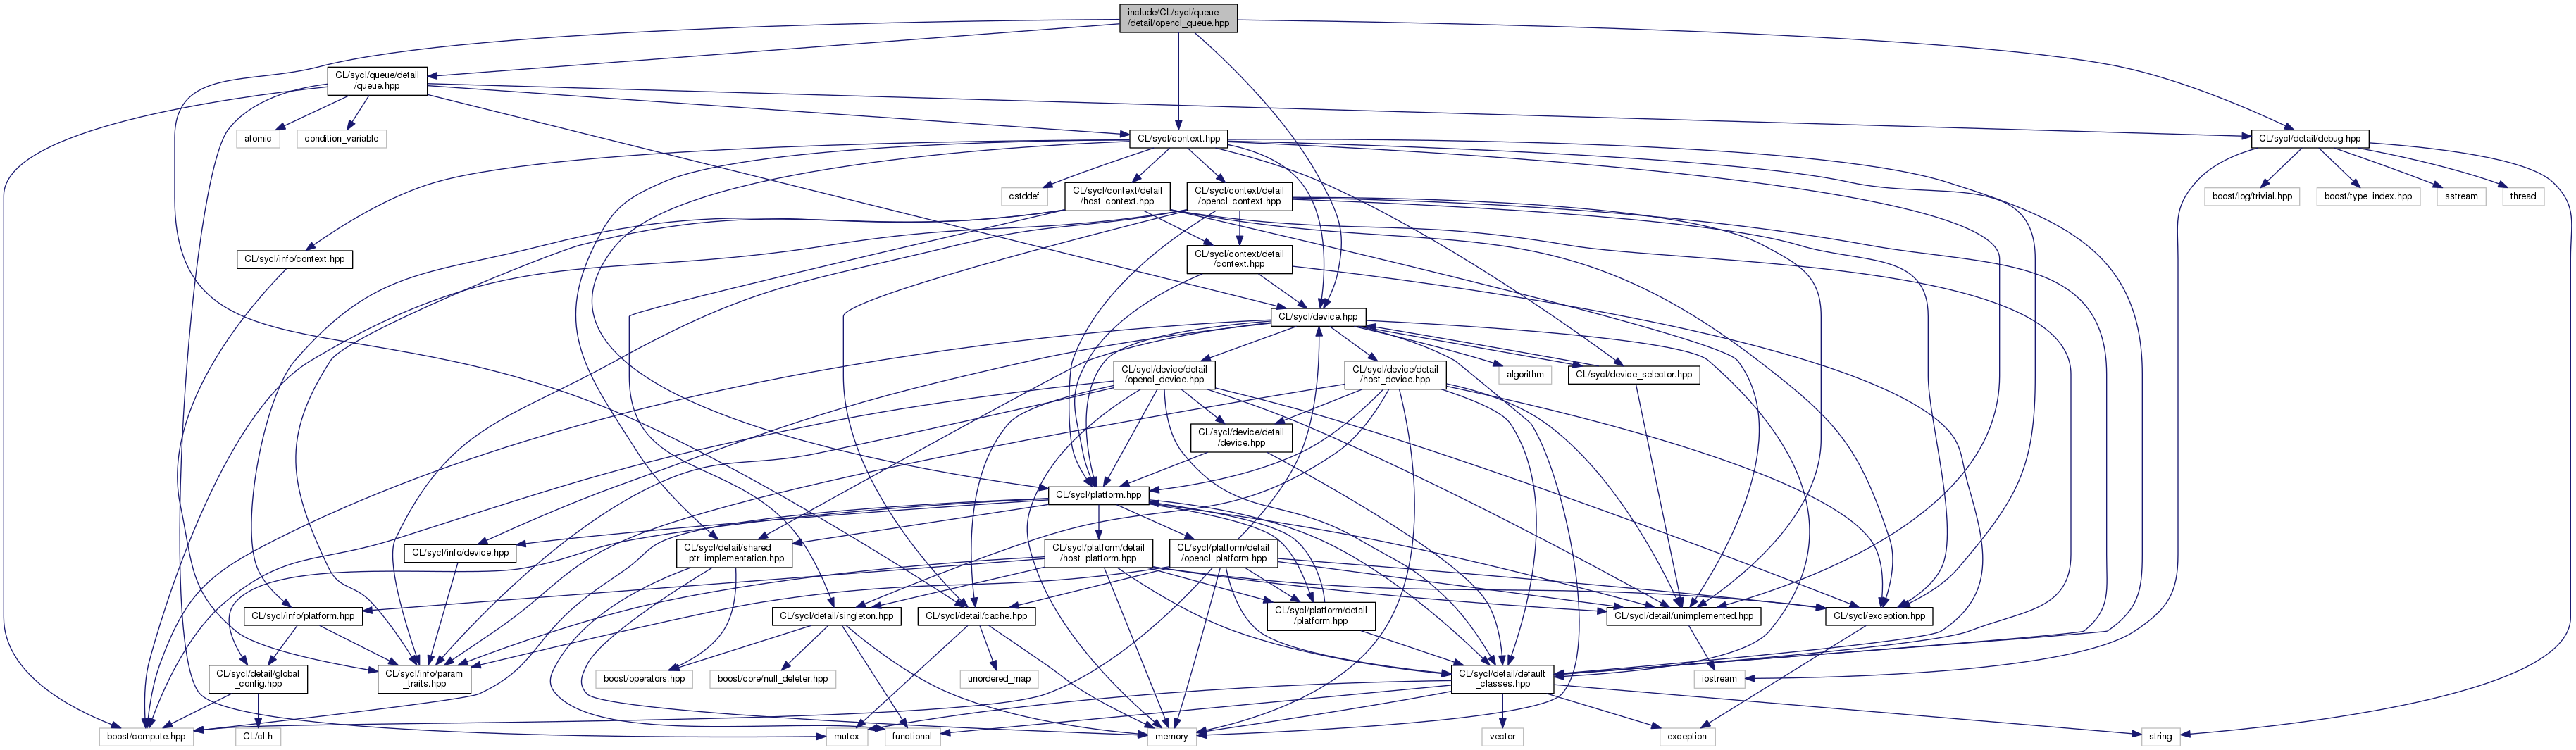 include/CL/sycl/queue
/detail/opencl_queue.hpp
CL/sycl/queue/detail
/queue.hpp
atomic
condition_variable
CL/sycl/context.hpp
CL/sycl/detail/debug.hpp
cstddef
CL/sycl/context/detail
/host_context.hpp
CL/sycl/context/detail
/opencl_context.hpp
boost/log/trivial.hpp
boost/type_index.hpp
sstream
thread
CL/sycl/info/context.hpp
CL/sycl/context/detail
/context.hpp
CL/sycl/device.hpp
CL/sycl/device/detail
/opencl_device.hpp
CL/sycl/device/detail
/host_device.hpp
algorithm
CL/sycl/device_selector.hpp
CL/sycl/device/detail
/device.hpp
CL/sycl/platform.hpp
CL/sycl/info/device.hpp
CL/sycl/detail/shared
_ptr_implementation.hpp
CL/sycl/platform/detail
/host_platform.hpp
CL/sycl/platform/detail
/opencl_platform.hpp
CL/sycl/info/platform.hpp
CL/sycl/detail/singleton.hpp
CL/sycl/detail/cache.hpp
CL/sycl/platform/detail
/platform.hpp
CL/sycl/detail/unimplemented.hpp
CL/sycl/exception.hpp
CL/sycl/detail/global
_config.hpp
CL/sycl/info/param
_traits.hpp
boost/operators.hpp
boost/core/null_deleter.hpp
unordered_map
CL/sycl/detail/default
_classes.hpp
iostream
boost/compute.hpp
CL/cl.h
mutex
functional
memory
vector
exception
string